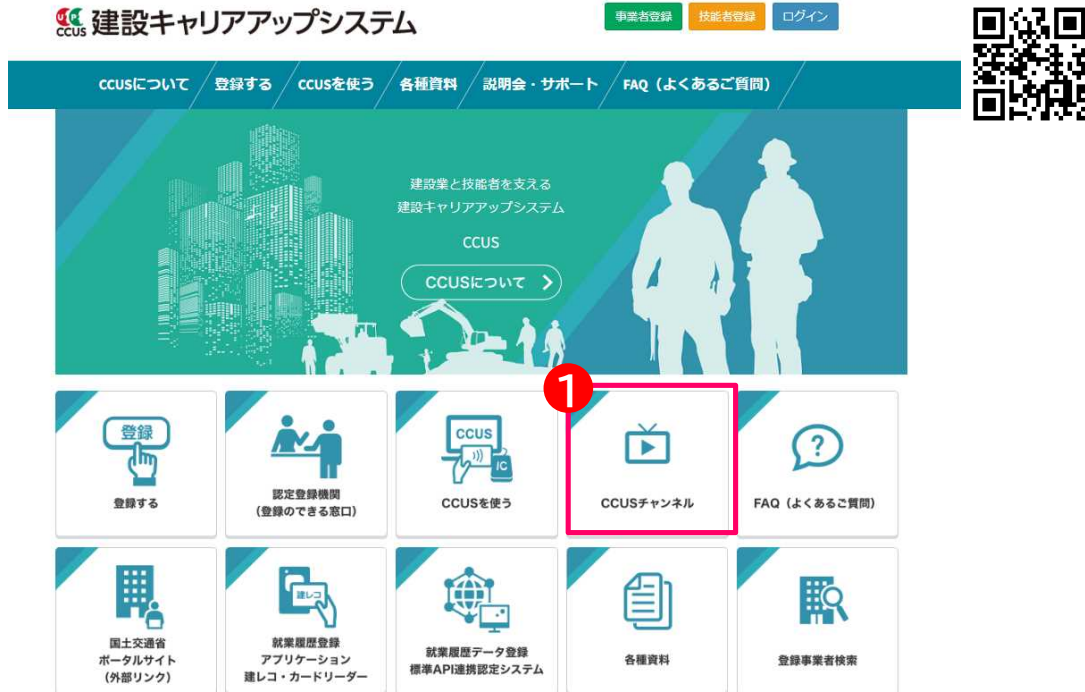 CCUS 建設キャリアアップシステム
事業者登録 技能者登録 ログイン
CCUSについて 登録する CCUSを使う 各種資料 説明会・サポート FAQ(よくあるご質問)
建設業と技能者を支える
建設キャリアアップシステム
CCUS
CCUSについて
1
登録
登録する
認定登録機関
(登録のできる窓口)
CCUS
IC
CCUSを使う
CCUSチャンネル
?
FAQ(よくあるご質問)
国土交通省
ポータルサイト
(外部リンク)
建レコ
就業履歴登録
アプリケーション
建レコ・カードリーダー
就業履歴データ登録
標準API連携認定システム
各種資料
登録事業者検索